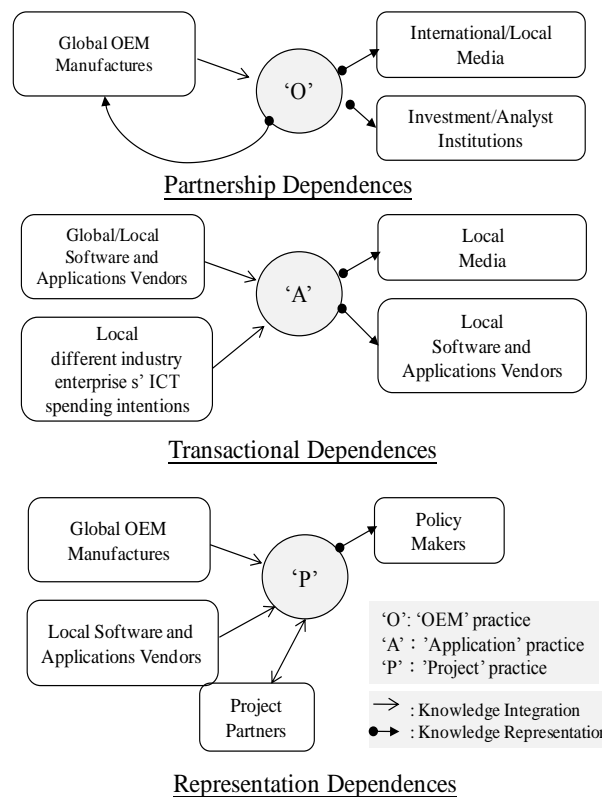 Global OEM
Manufactures
‘O’
International/Local
Media
Investment/Analyst
Institutions
Partnership Dependences
Global/Local
Software and
Applications Vendors
Local
different industry
enterprise s’ ICT
spending intentions
‘A’
Local
Media
Local
Software and
Applications Vendors
Transactional Dependences
Global OEM
Manufactures
Local Software and
Applications Vendors
Project
Partners
‘P’
Policy
Makers
‘O’: ‘OEM’ practice
‘A’ : ’Application’ practice
‘P’ : ’Project’ practice
: Knowledge Integration
: Knowledge Representation
Representation Dependences